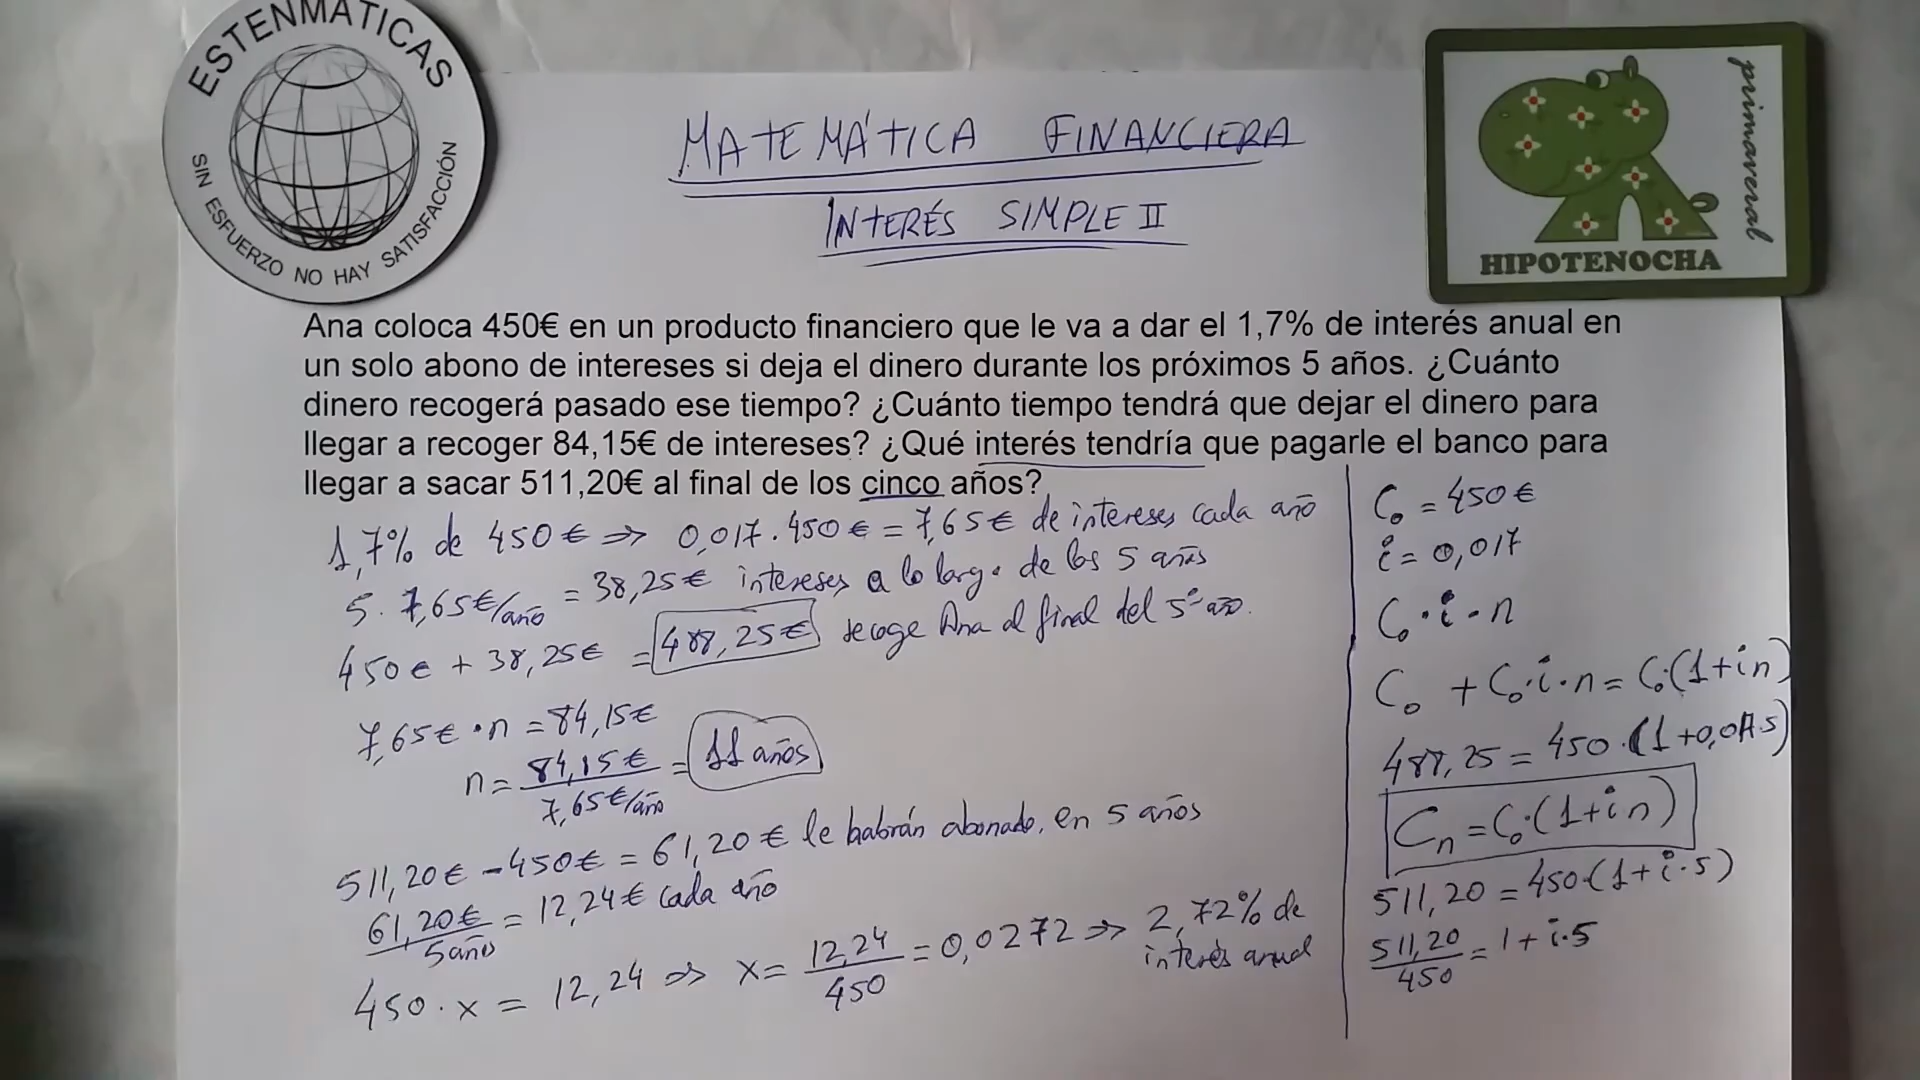 ESTENMÁTICAS
SIN ESFUERZO NO HAY SATISFACCIÓN
primaveral
HIPOTENOCHA
MATEMÁTICA FINANCIERA
INTERÉS SIMPLE II
Ana coloca 450€ en un producto financiero que le va a dar el 1,7% de interés anual en
un solo abono de intereses si deja el dinero durante los próximos 5 años. ¿Cuánto
dinero recogerá pasado ese tiempo? ¿Cuánto tiempo tendrá que dejar el dinero para
llegar a recoger 84,15€ de intereses? ¿Qué interés tendría que pagarle el banco para
llegar a sacar 511,20€ al final de los cinco años?
1,7% de 450€ => 0,017 . 450€ = 7,65€ de intereses cada año
5 . 7,65€/año = 38,25€ intereses a lo largo de los 5 años
450€ + 38,25€ = 488,25€ recoge Ana al final del 5º año.
7,65€ · n = 84,15€
n = 84,15€ / 7,65€/año = 11 años
511,20€ - 450€ = 61,20€ le habrán abonado, en 5 años
61,20€ / 5 año = 12,24€ cada año
450 · x = 12,24 => x = 12,24 / 450 = 0,0272 => 2,72% de
interés anual
C₀ = 450€
i = 0,017
C₀ · i · n
C₀ + C₀·i·n = C₀·(1+in)
488,25 = 450 · (1+0,017·5)
Cn = C₀·(1+in)
511,20 = 450·(1+i·5)
511,20 / 450 = 1+i·5